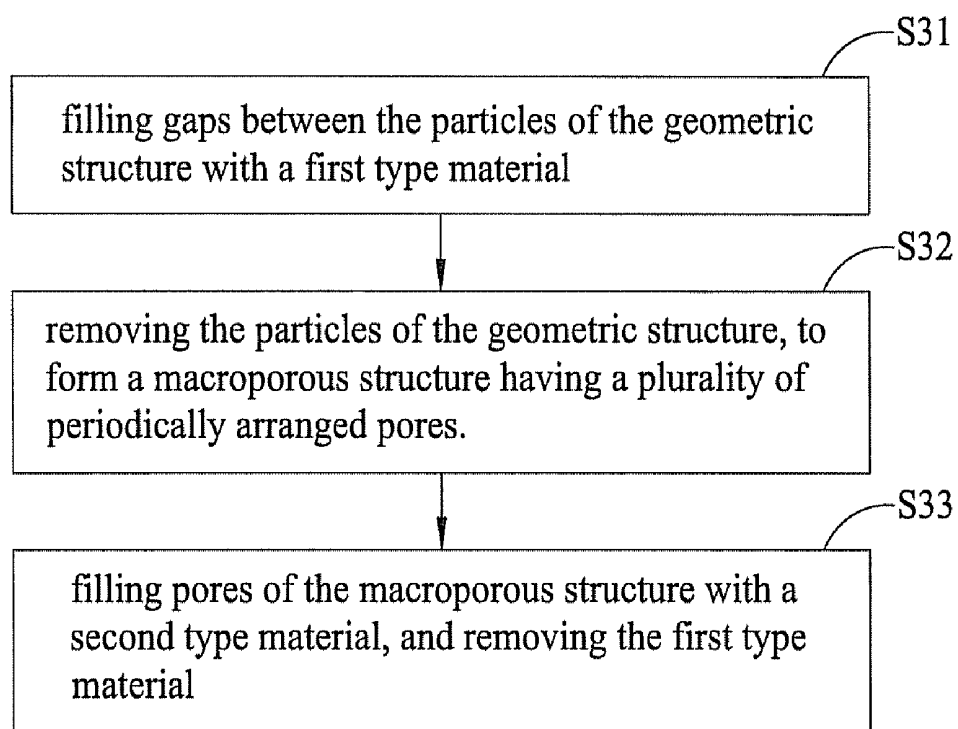 S31
filling gaps between the particles of the geometric
structure with a first type material
S32
removing the particles of the geometric structure, to
form a macroporous structure having a plurality of
periodically arranged pores.
S33
filling pores of the macroporous structure with a
second type material, and removing the first type
material